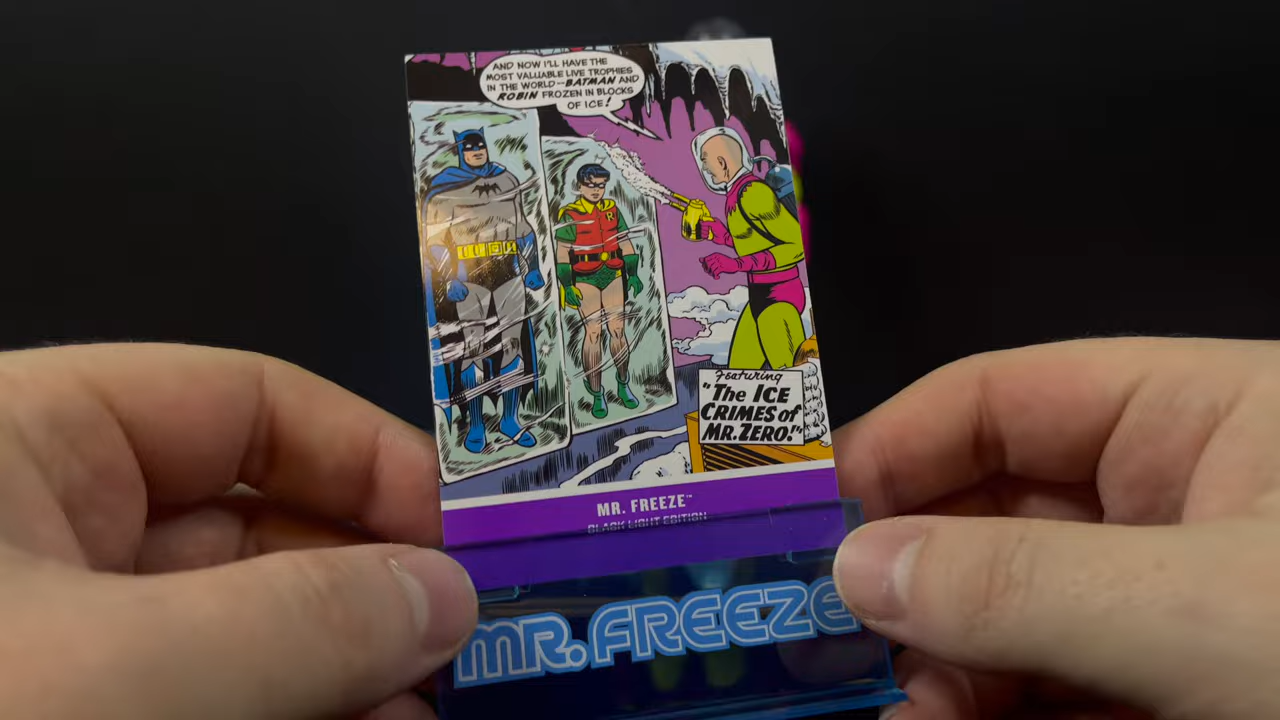 AND NOW I'LL HAVE THE
MOST VALUABLE LIVE TROPHIES
IN THE WORLD--BATMAN AND
ROBIN FROZEN IN BLOCKS
OF ICE!
R
Featuring
"The ICE
CRIMES of
MR. ZERO!"
MR. FREEZE™
BLACK LIGHT EDITION
MR. FREEZE